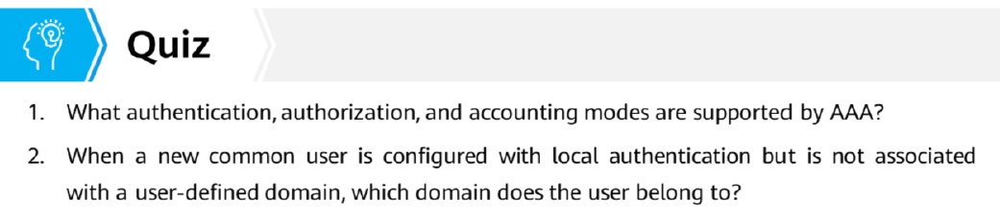 Quiz
1. What authentication, authorization, and accounting modes are supported by AAA?
2. When a new common user is configured with local authentication but is not associated
with a user-defined domain, which domain does the user belong to?